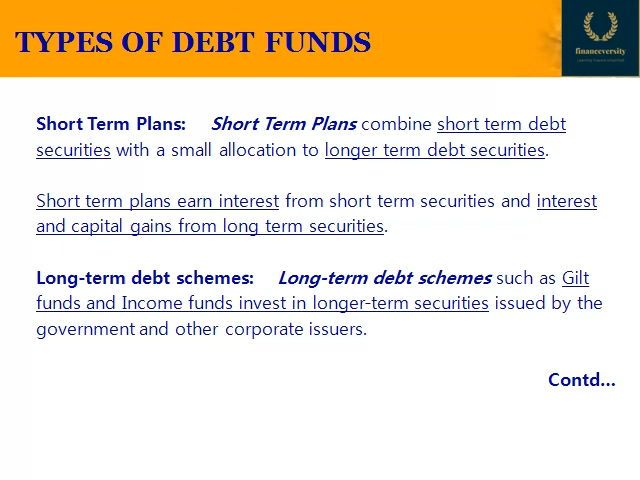 TYPES OF DEBT FUNDS
financeversity
Short Term Plans: Short Term Plans combine short term debt
securities with a small allocation to longer term debt securities.
Short term plans earn interest from short term securities and interest
and capital gains from long term securities.
Long-term debt schemes: Long-term debt schemes such as Gilt
funds and Income funds invest in longer-term securities issued by the
government and other corporate issuers.
Contd...